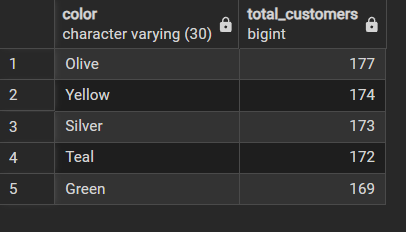 color total_customers
character varying (30) bigint
1 Olive 177
2 Yellow 174
3 Silver 173
4 Teal 172
5 Green 169